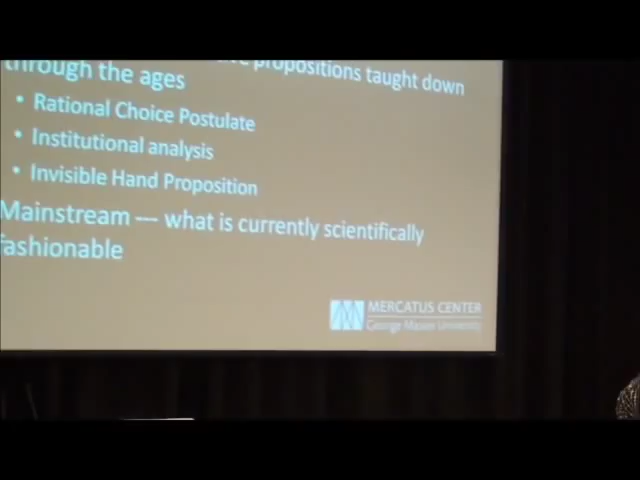 propositions taught down
through the ages
• Rational Choice Postulate
• Institutional analysis
• Invisible Hand Proposition
Mainstream — what is currently scientifically
fashionable
MERCATUS CENTER
George Mason University